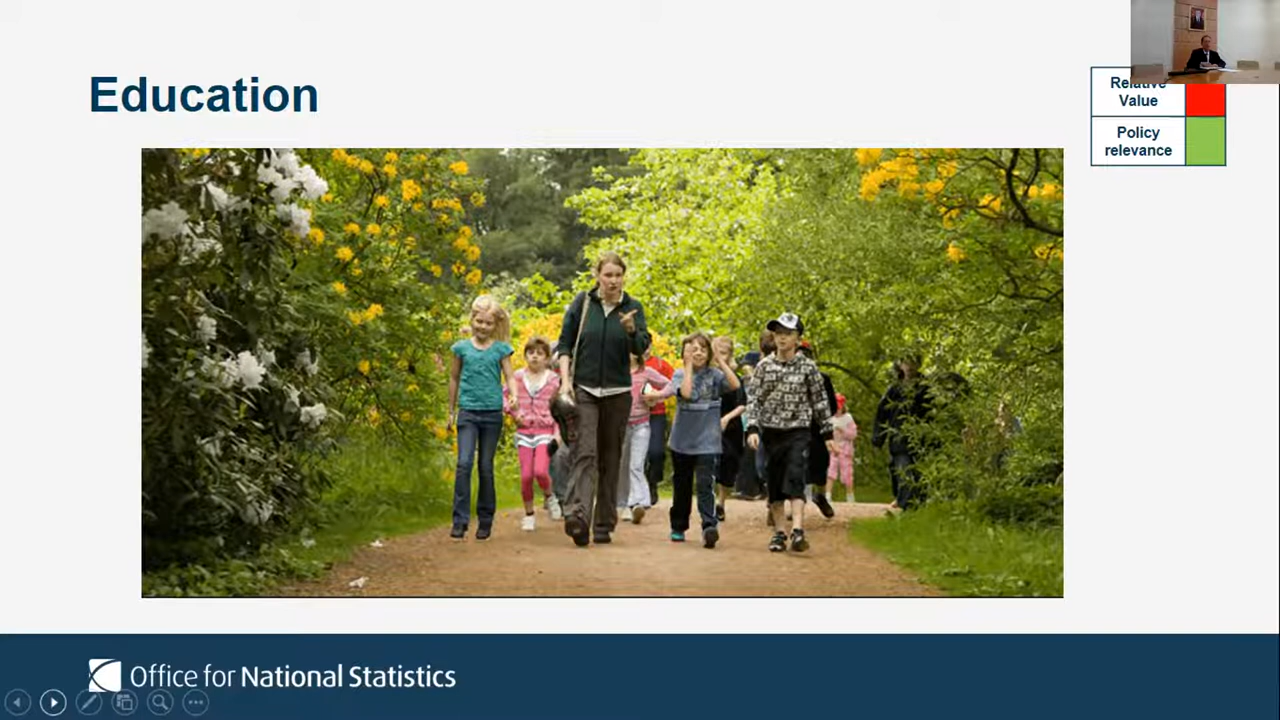 Education
Relative
Value
Policy
relevance
Office for National Statistics